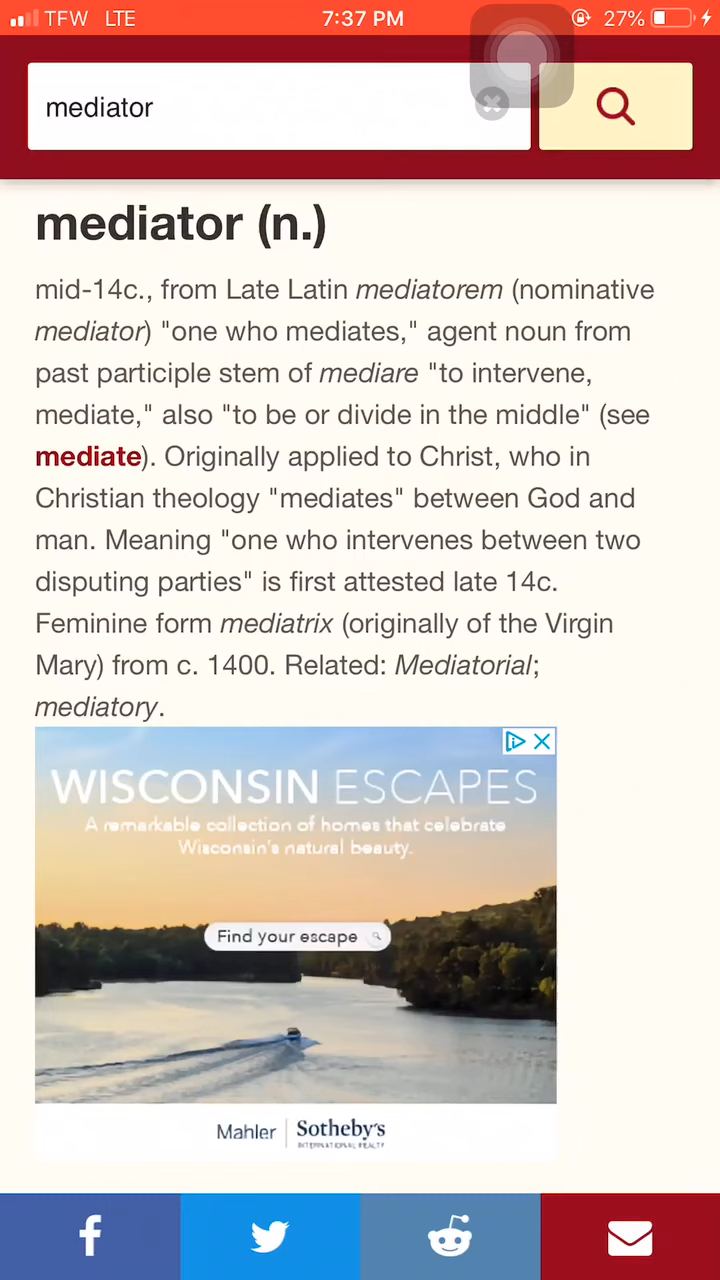 TFW LTE 7:37 PM 27%
mediator
mediator (n.)
mid-14c., from Late Latin mediatorem (nominative
mediator) "one who mediates," agent noun from
past participle stem of mediare "to intervene,
mediate," also "to be or divide in the middle" (see
mediate). Originally applied to Christ, who in
Christian theology "mediates" between God and
man. Meaning "one who intervenes between two
disputing parties" is first attested late 14c.
Feminine form mediatrix (originally of the Virgin
Mary) from c. 1400. Related: Mediatorial;
mediatory.
WISCONSIN ESCAPES
A remarkable collection of homes that celebrate
Wisconsin's natural beauty.
Find your escape
Mahler | Sotheby's
INTERNATIONAL REALTY